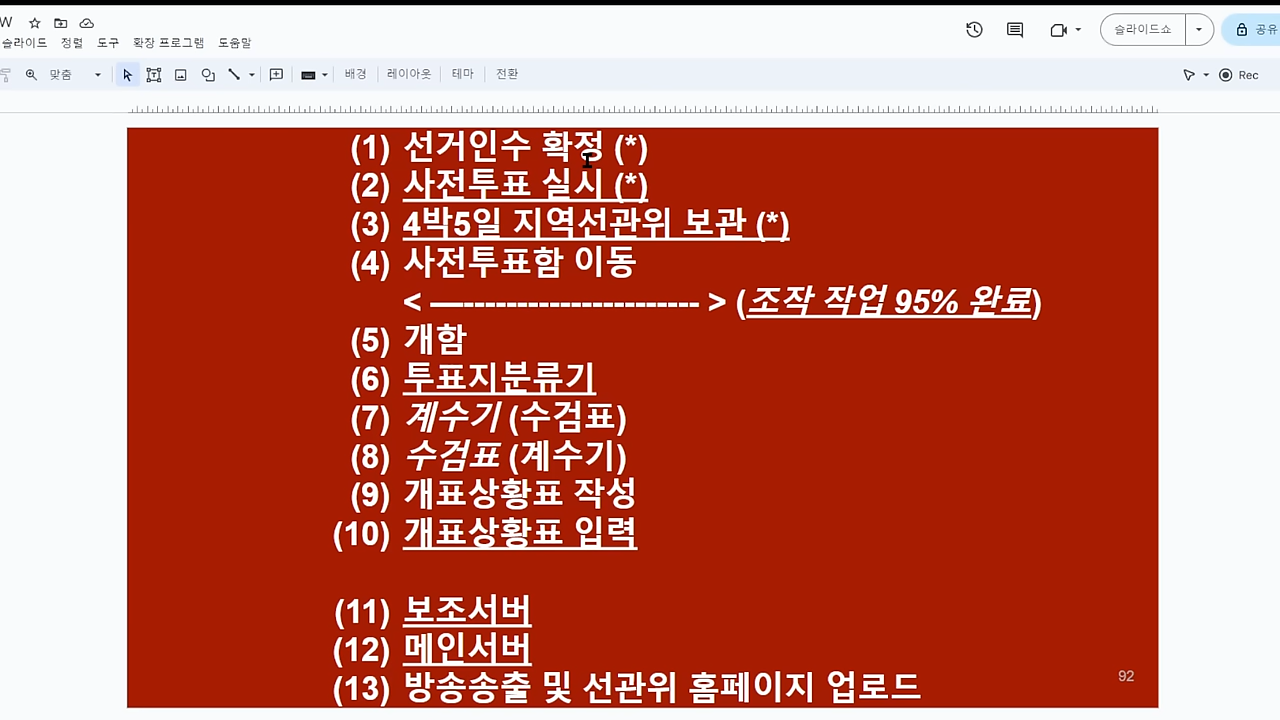 W
슬라이드 정렬 도구 확장 프로그램 도움말
슬라이드쇼
공유
맞춤
배경 레이아웃 테마 전환
Rec
(1) 선거인수 확정 (*)
(2) 사전투표 실시 (*)
(3) 4박5일 지역선관위 보관 (*)
(4) 사전투표함 이동
< —----------------------- > (조작 작업 95% 완료)
(5) 개함
(6) 투표지분류기
(7) 계수기 (수검표)
(8) 수검표 (계수기)
(9) 개표상황표 작성
(10) 개표상황표 입력
(11) 보조서버
(12) 메인서버
(13) 방송송출 및 선관위 홈페이지 업로드
92